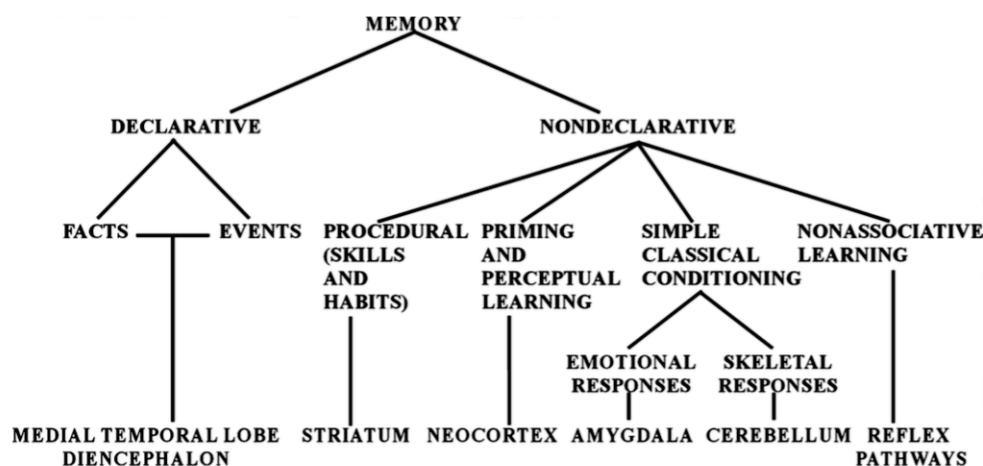 MEMORY
DECLARATIVE
NONDECLARATIVE
FACTS
EVENTS
PROCEDURAL
(SKILLS
AND
HABITS)
PRIMING
AND
PERCEPTUAL
LEARNING
SIMPLE
CLASSICAL
CONDITIONING
NONASSOCIATIVE
LEARNING
EMOTIONAL
RESPONSES
SKELETAL
RESPONSES
MEDIAL TEMPORAL LOBE
DIENCEPHALON
STRIATUM
NEOCORTEX
AMYGDALA
CEREBELLUM
REFLEX
PATHWAYS